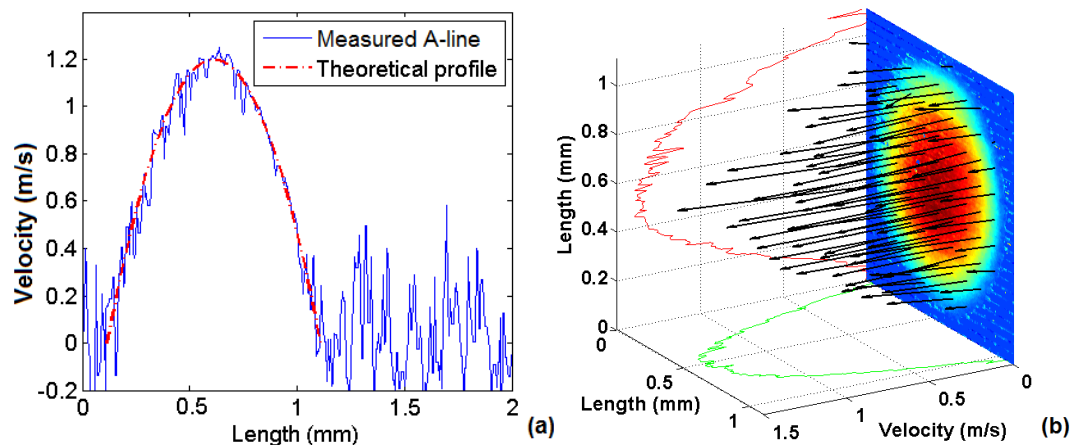 1.2
1
0.8
0.6
0.4
0.2
0
-0.2
Velocity (m/s)
Measured A-line
Theoretical profile
0
0.5
1
1.5
2
Length (mm)
(a)
1
0.8
0.6
0.4
0.2
0
Length (mm)
0
0.5
1
Length (mm)
1.5
1
0.5
0
Velocity (m/s)
(b)